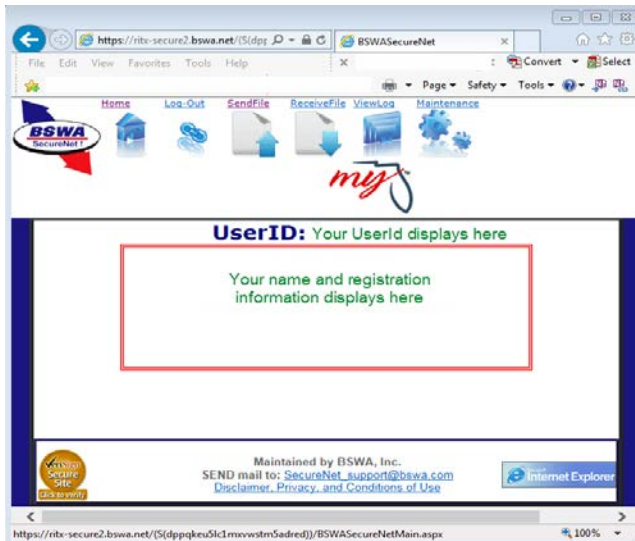 https://ritx-secure2.bswa.net/(S(dpp
BSWASecureNet
File Edit View Favorites Tools Help
x
Convert Select
Page Safety Tools
Home Log-Out SendFile ReceiveFile ViewLog Maintenance
BSWA
SecureNet !
my
UserID: Your UserId displays here
Your name and registration
information displays here
Secure
Site
Click to verify
Maintained by BSWA, Inc.
SEND mail to: SecureNet_support@bswa.com
Disclaimer, Privacy, and Conditions of Use
Internet Explorer
https://ritx-secure2.bswa.net/(S(dppqkeu5lc1mxvwstm5adred))/BSWASecureNetMain.aspx
100%